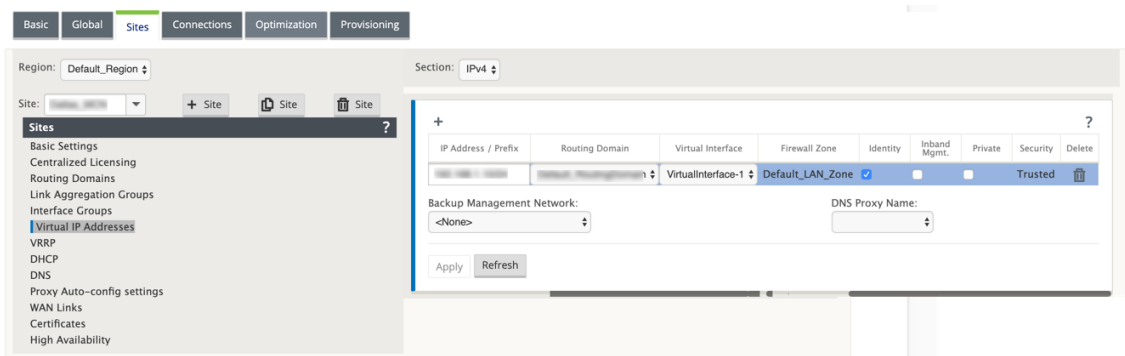 Basic Global Sites Connections Optimization Provisioning
Region: Default_Region
Section: IPv4
Site: + Site Site Site
Sites ?
Basic Settings
Centralized Licensing
Routing Domains
Link Aggregation Groups
Interface Groups
Virtual IP Addresses
VRRP
DHCP
DNS
Proxy Auto-config settings
WAN Links
Certificates
High Availability
+ ?
IP Address / Prefix Routing Domain Virtual Interface Firewall Zone Identity Inband Mgmt. Private Security Delete
VirtualInterface-1 Default_LAN_Zone Trusted
Backup Management Network: DNS Proxy Name:
<None>
Apply Refresh